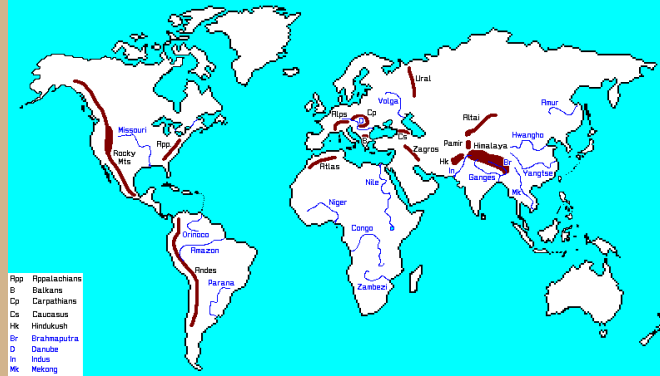 Ural
Volga
Alps
Cp
D
B
Cs
Altai
Amur
Missouri
App.
Rocky
Mts
Pamir
Himalaya
Hwangho
Zagros
Hk
In
Br
Ganges
Yangtse
Mk
Atlas
Nile
Niger
Congo
Zambezi
Orinoco
Amazon
Andes
Parana
App Appalachians
B Balkans
Cp Carpathians
Cs Caucasus
Hk Hindukush
Br Brahmaputra
D Danube
In Indus
Mk Mekong